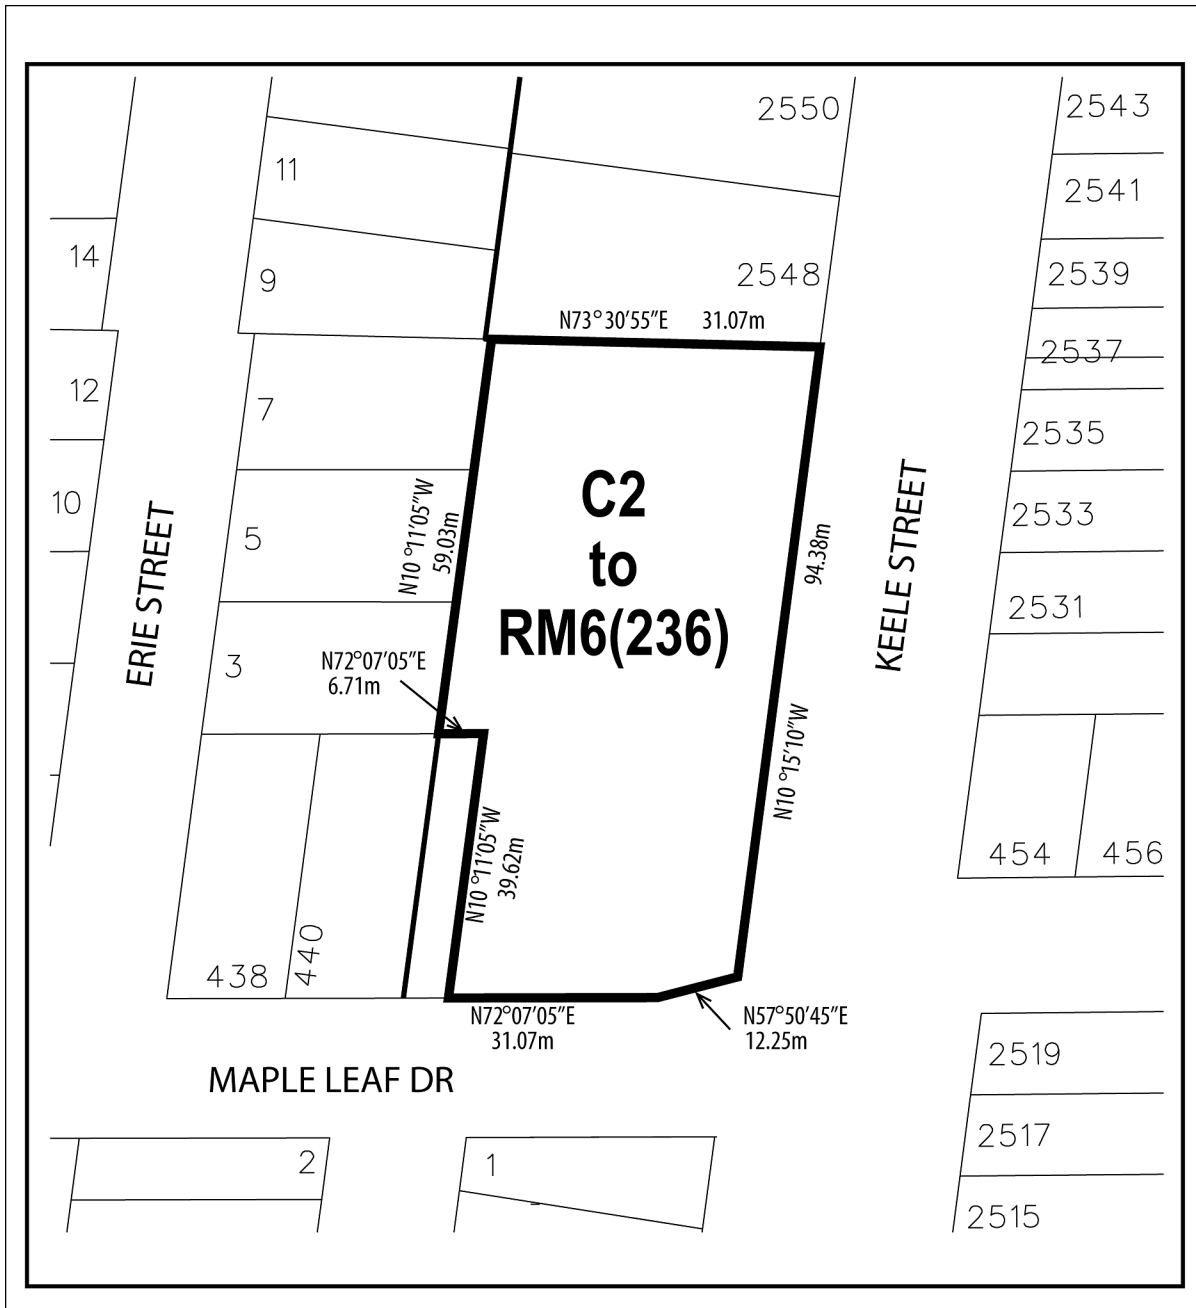 2550
2543
11
2541
14
9
2548
2539
N73°30'55"E 31.07m
2537
12
7
2535
C2
to
RM6(236)
10
5
N10°11'05"W
59.03m
2533
94.38m
ERIE STREET
KEELE STREET
2531
3
N72°07'05"E
6.71m
N10°15'10"W
454
456
N10°11'05"W
39.62m
438
440
N72°07'05"E
31.07m
N57°50'45"E
12.25m
2519
MAPLE LEAF DR
2
1
2517
2515